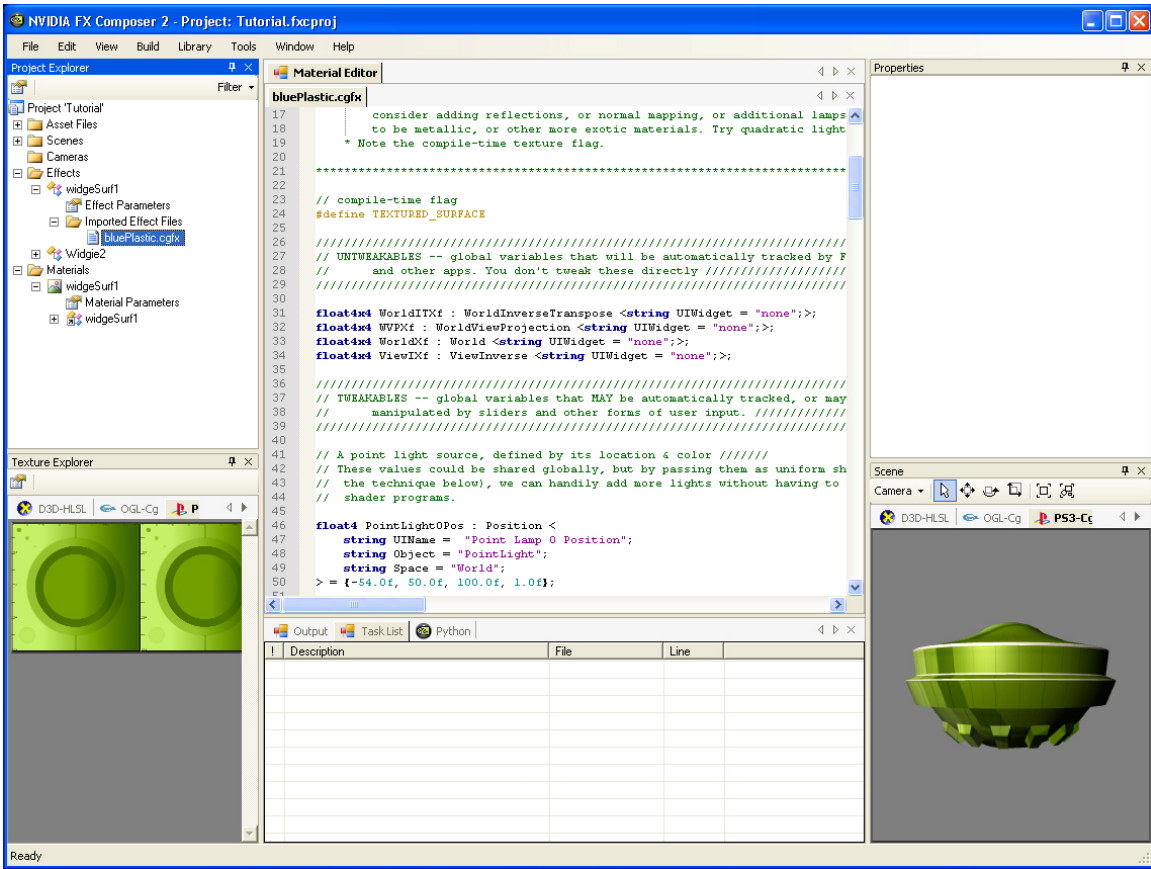 NVIDIA FX Composer 2 - Project: Tutorial.fxcproj
File Edit View Build Library Tools Window Help
Project Explorer
Filter
Project 'Tutorial'
Asset Files
Scenes
Cameras
Effects
widgeSurf1
Effect Parameters
Imported Effect Files
bluePlastic.cgfx
Widgie2
Materials
widgeSurf1
Material Parameters
widgeSurf1
Texture Explorer
D3D-HLSL OGL-Cg P
Material Editor
bluePlastic.cgfx
17 consider adding reflections, or normal mapping, or additional lamps
18 to be metallic, or other more exotic materials. Try quadratic light
19 * Note the compile-time texture flag.
20
21 ***************************************************************************
22
23 // compile-time flag
24 #define TEXTURED_SURFACE
25
26 ///////////////////////////////////////////////////////////////////////////
27 // UNTWEAKABLES -- global variables that will be automatically tracked by F
28 // and other apps. You don't tweak these directly ////////////////////
29 ///////////////////////////////////////////////////////////////////////////
30
31 float4x4 WorldITXf : WorldInverseTranspose <string UIWidget = "none";>;
32 float4x4 WVPXf : WorldViewProjection <string UIWidget = "none";>;
33 float4x4 WorldXf : World <string UIWidget = "none";>;
34 float4x4 ViewIXf : ViewInverse <string UIWidget = "none";>;
35
36 ///////////////////////////////////////////////////////////////////////////
37 // TWEAKABLES -- global variables that MAY be automatically tracked, or may
38 // manipulated by sliders and other forms of user input. /////////////
39 ///////////////////////////////////////////////////////////////////////////
40
41 // A point light source, defined by its location & color ///////
42 // These values could be shared globally, but by passing them as uniform sh
43 // the technique below), we can handily add more lights without having to
44 // shader programs.
45
46 float4 PointLight0Pos : Position <
47 string UIName = "Point Lamp 0 Position";
48 string Object = "PointLight";
49 string Space = "World";
50 > = {-54.0f, 50.0f, 100.0f, 1.0f};
51
Output Task List Python
! Description File Line
Properties
Scene
Camera
D3D-HLSL OGL-Cg PS3-Cg
Ready